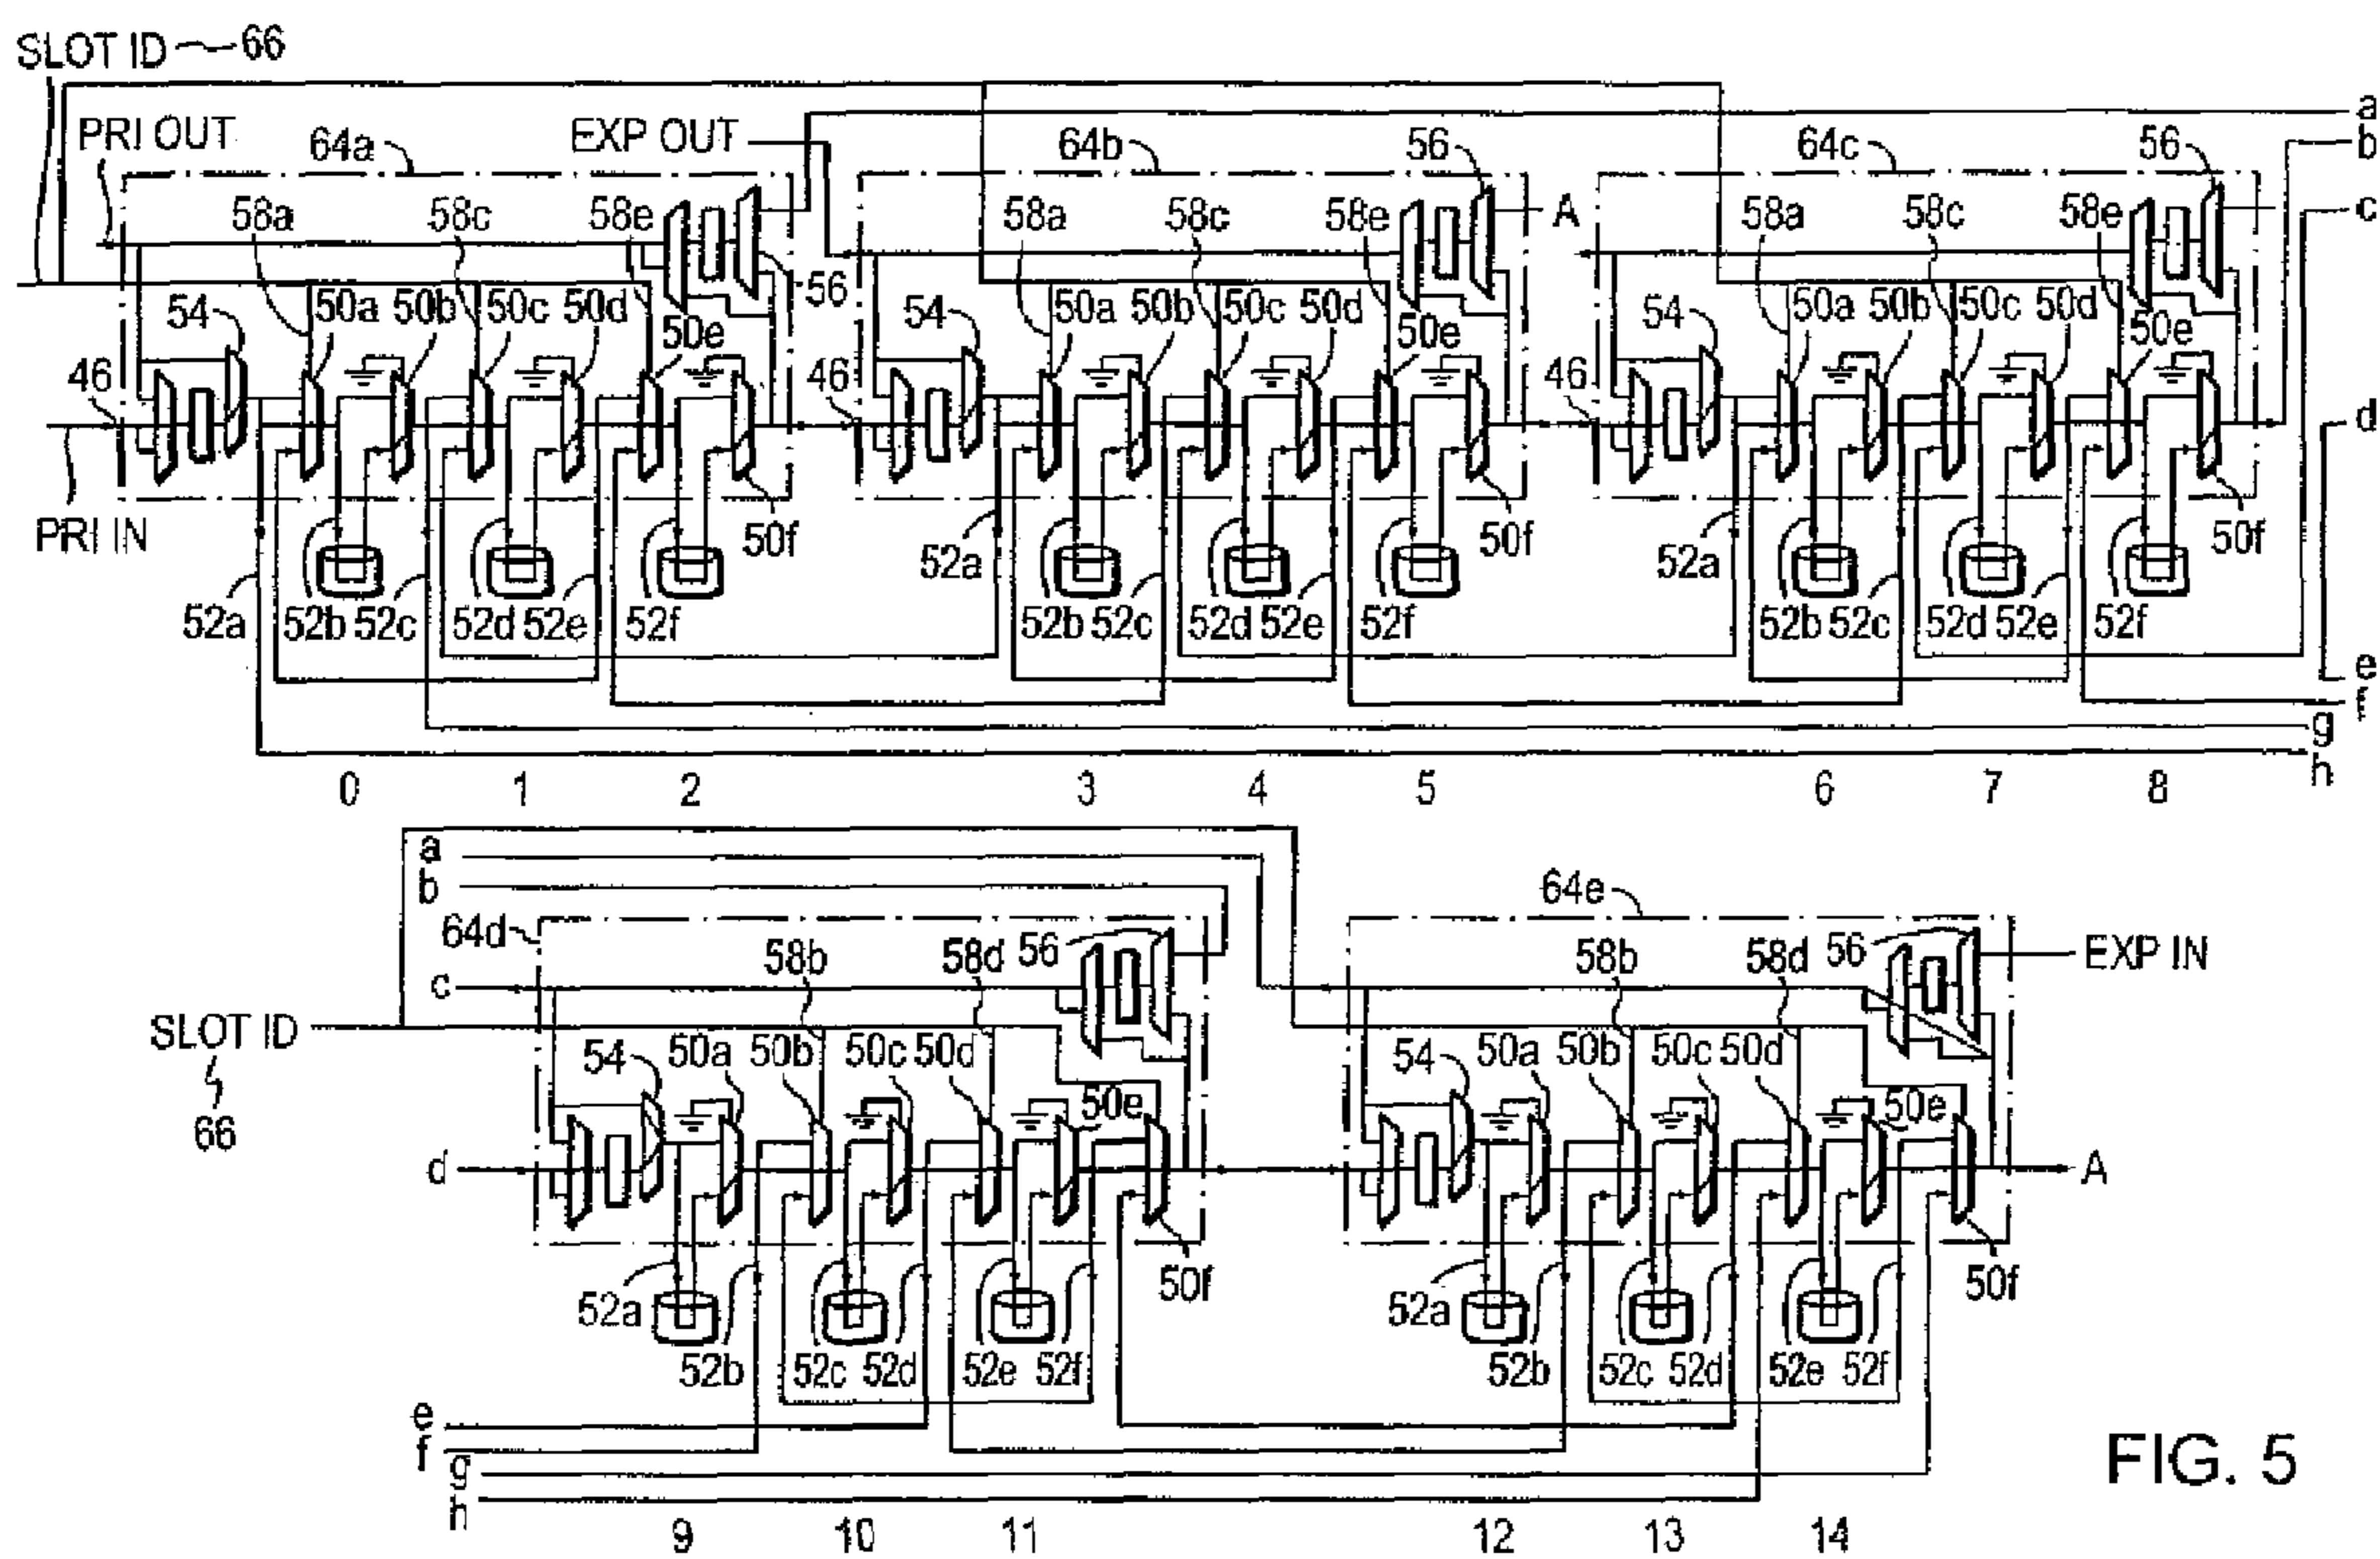 SLOT ID 66
PRI OUT 64a EXP OUT 64b 56 64c 56 a
b
58a 58c 58e 58a 58c 58e A 58a 58c 58e c
54 50a 50b 50c 50d 56 54 50a 50b 50c 50d 54 50a 50b 50c 50d
50e 50e 50e
46 46 46 d
PRI IN 50f 50f 50f
52a 52a
52a 52b 52c 52d 52e 52f 52b 52c 52d 52e 52f 52b 52c 52d 52e 52f
e
f
g
h
0 1 2 3 4 5 6 7 8
a
b 64e
64d 58b 58d 56 58b 58d 56 EXP IN
c
SLOT ID 54 50a 50b 50c 50d 54 50a 50b 50c 50d
66 50e 50e
d A
52a 50f 52a 50f
52b 52c 52d 52e 52f 52b 52c 52d 52e 52f
e
f
g
h
9 10 11 12 13 14
FIG. 5